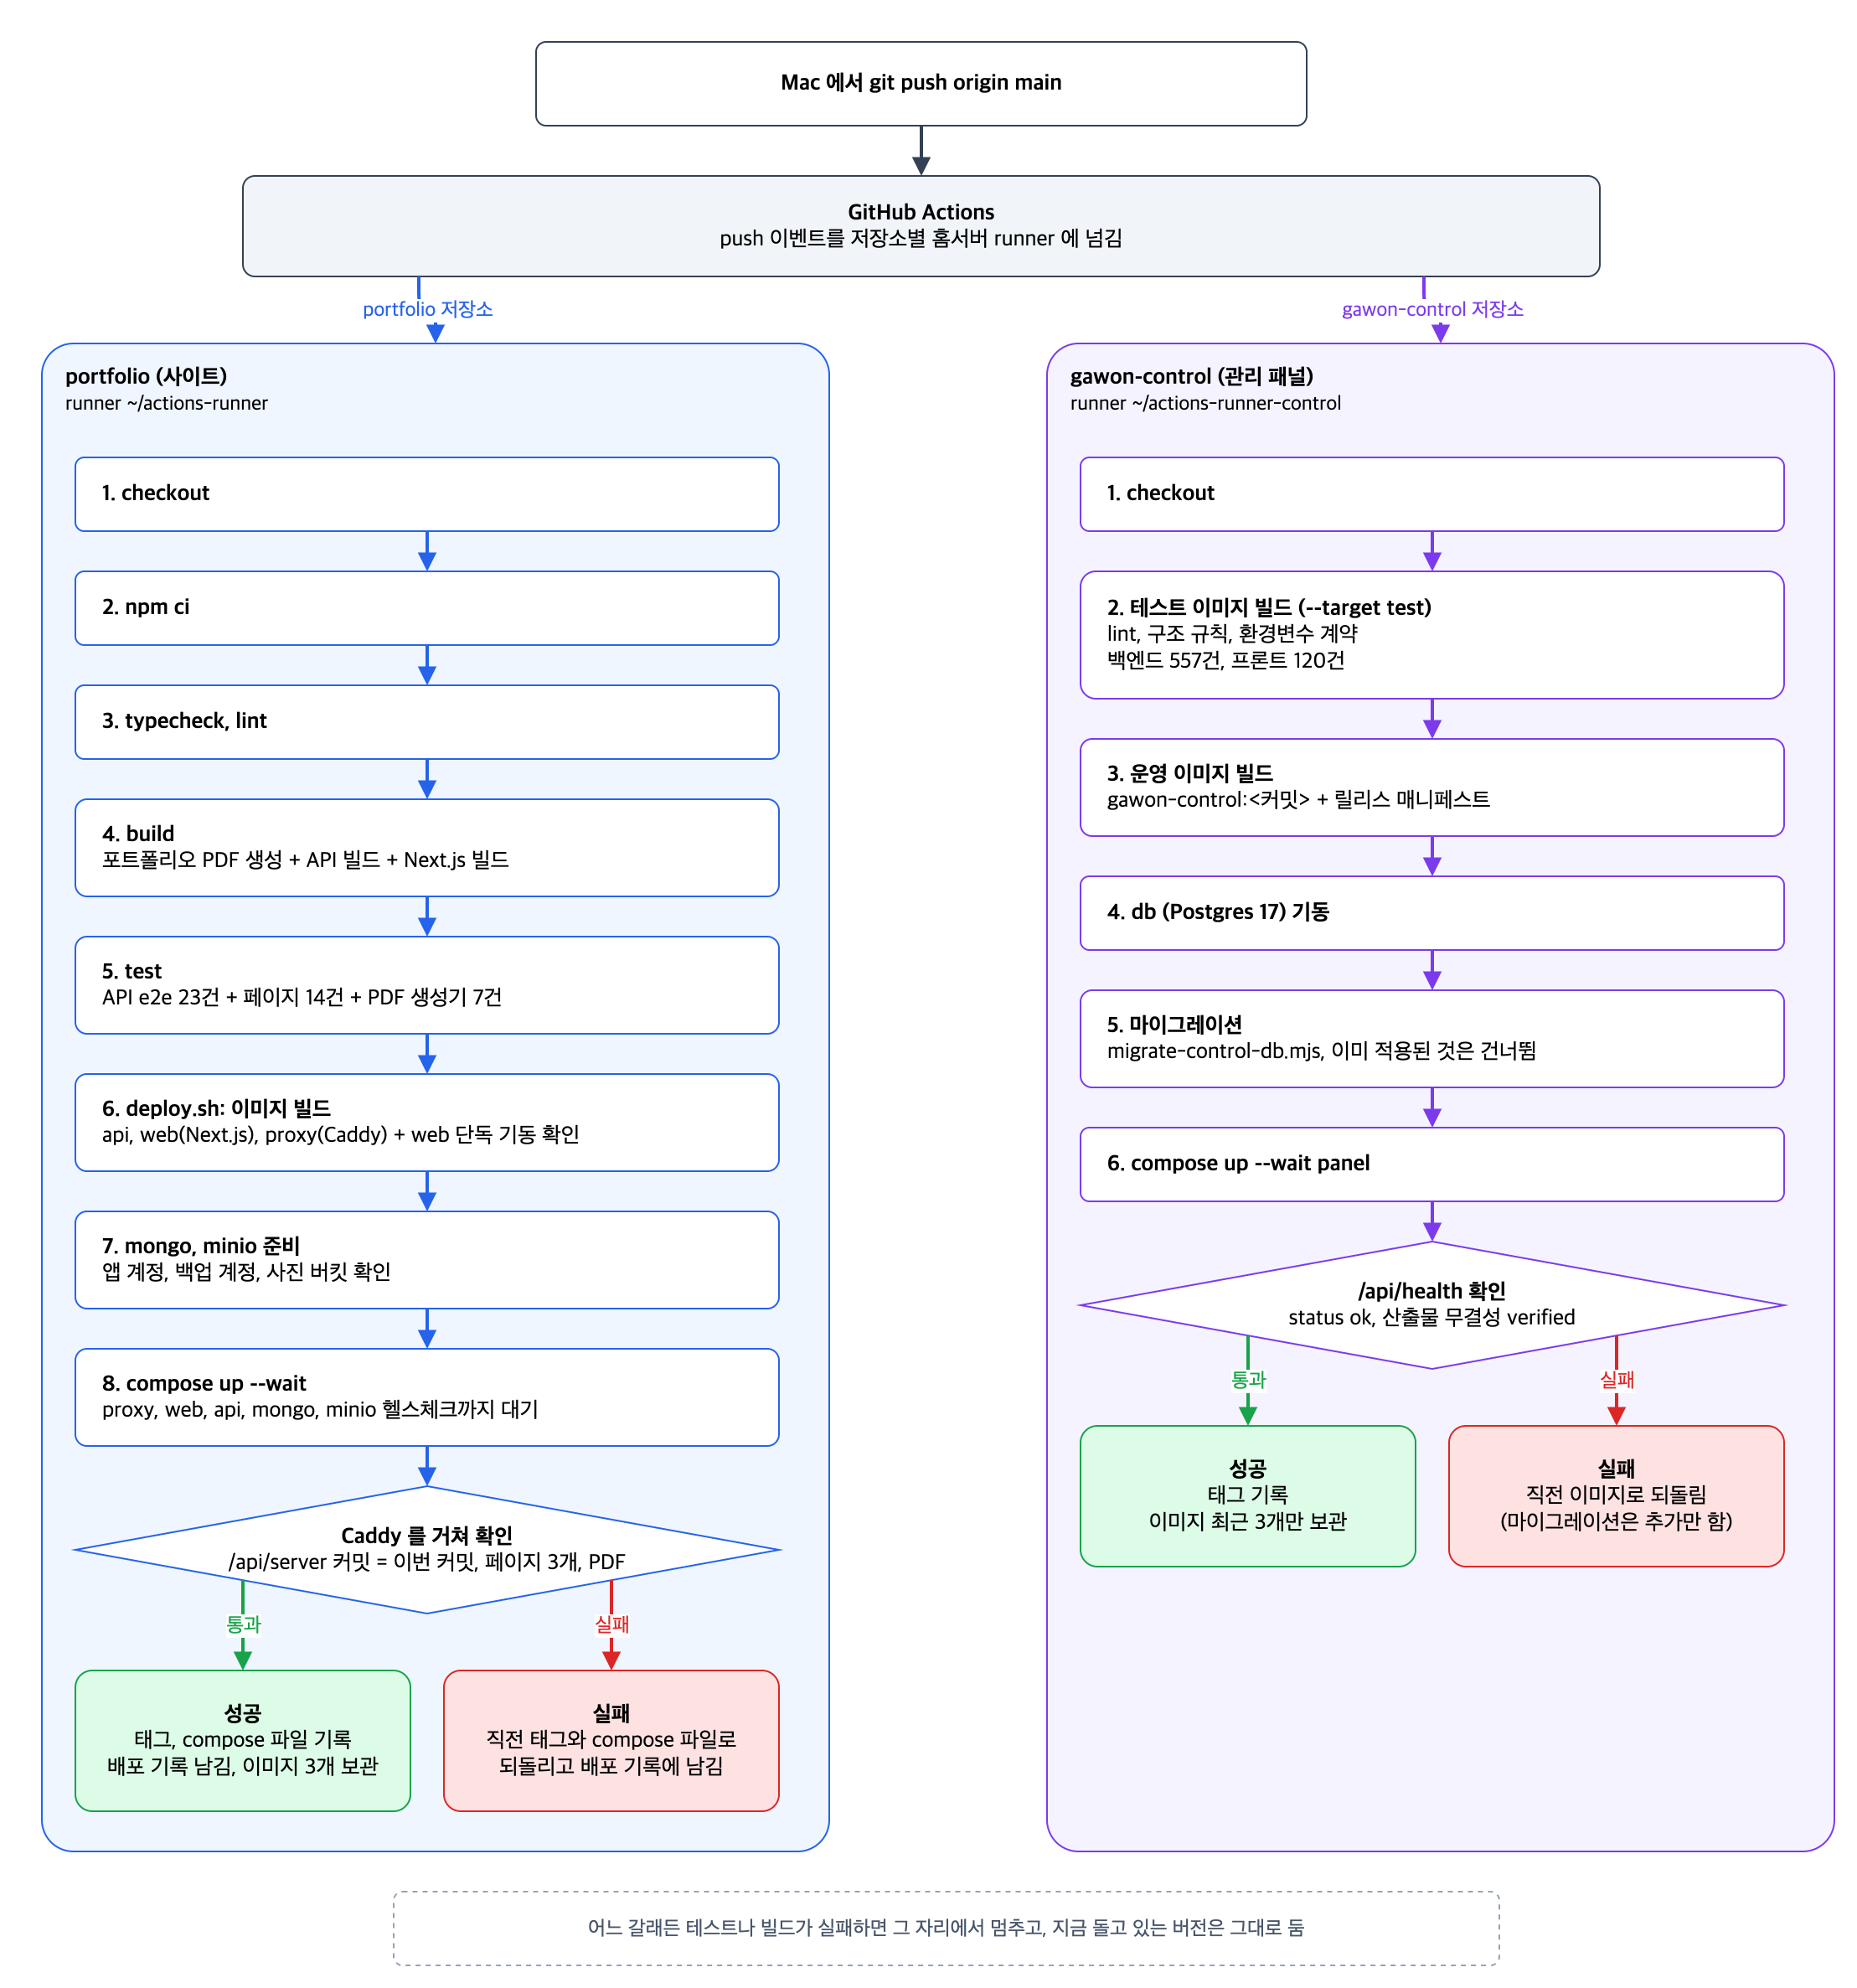 Mac 에서 git push origin main
GitHub Actions
push 이벤트를 저장소별 홈서버 runner 에 넘김
portfolio 저장소
gawon-control 저장소
portfolio (사이트)
runner ~/actions-runner
1. checkout
2. npm ci
3. typecheck, lint
4. build
포트폴리오 PDF 생성 + API 빌드 + Next.js 빌드
5. test
API e2e 23건 + 페이지 14건 + PDF 생성기 7건
6. deploy.sh: 이미지 빌드
api, web(Next.js), proxy(Caddy) + web 단독 기동 확인
7. mongo, minio 준비
앱 계정, 백업 계정, 사진 버킷 확인
8. compose up --wait
proxy, web, api, mongo, minio 헬스체크까지 대기
Caddy 를 거쳐 확인
/api/server 커밋 = 이번 커밋, 페이지 3개, PDF
통과
실패
성공
태그, compose 파일 기록
배포 기록 남김, 이미지 3개 보관
실패
직전 태그와 compose 파일로
되돌리고 배포 기록에 남김
gawon-control (관리 패널)
runner ~/actions-runner-control
1. checkout
2. 테스트 이미지 빌드 (--target test)
lint, 구조 규칙, 환경변수 계약
백엔드 557건, 프론트 120건
3. 운영 이미지 빌드
gawon-control:<커밋> + 릴리스 매니페스트
4. db (Postgres 17) 기동
5. 마이그레이션
migrate-control-db.mjs, 이미 적용된 것은 건너뜀
6. compose up --wait panel
/api/health 확인
status ok, 산출물 무결성 verified
통과
실패
성공
태그 기록
이미지 최근 3개만 보관
실패
직전 이미지로 되돌림
(마이그레이션은 추가만 함)
어느 갈래든 테스트나 빌드가 실패하면 그 자리에서 멈추고, 지금 돌고 있는 버전은 그대로 둠